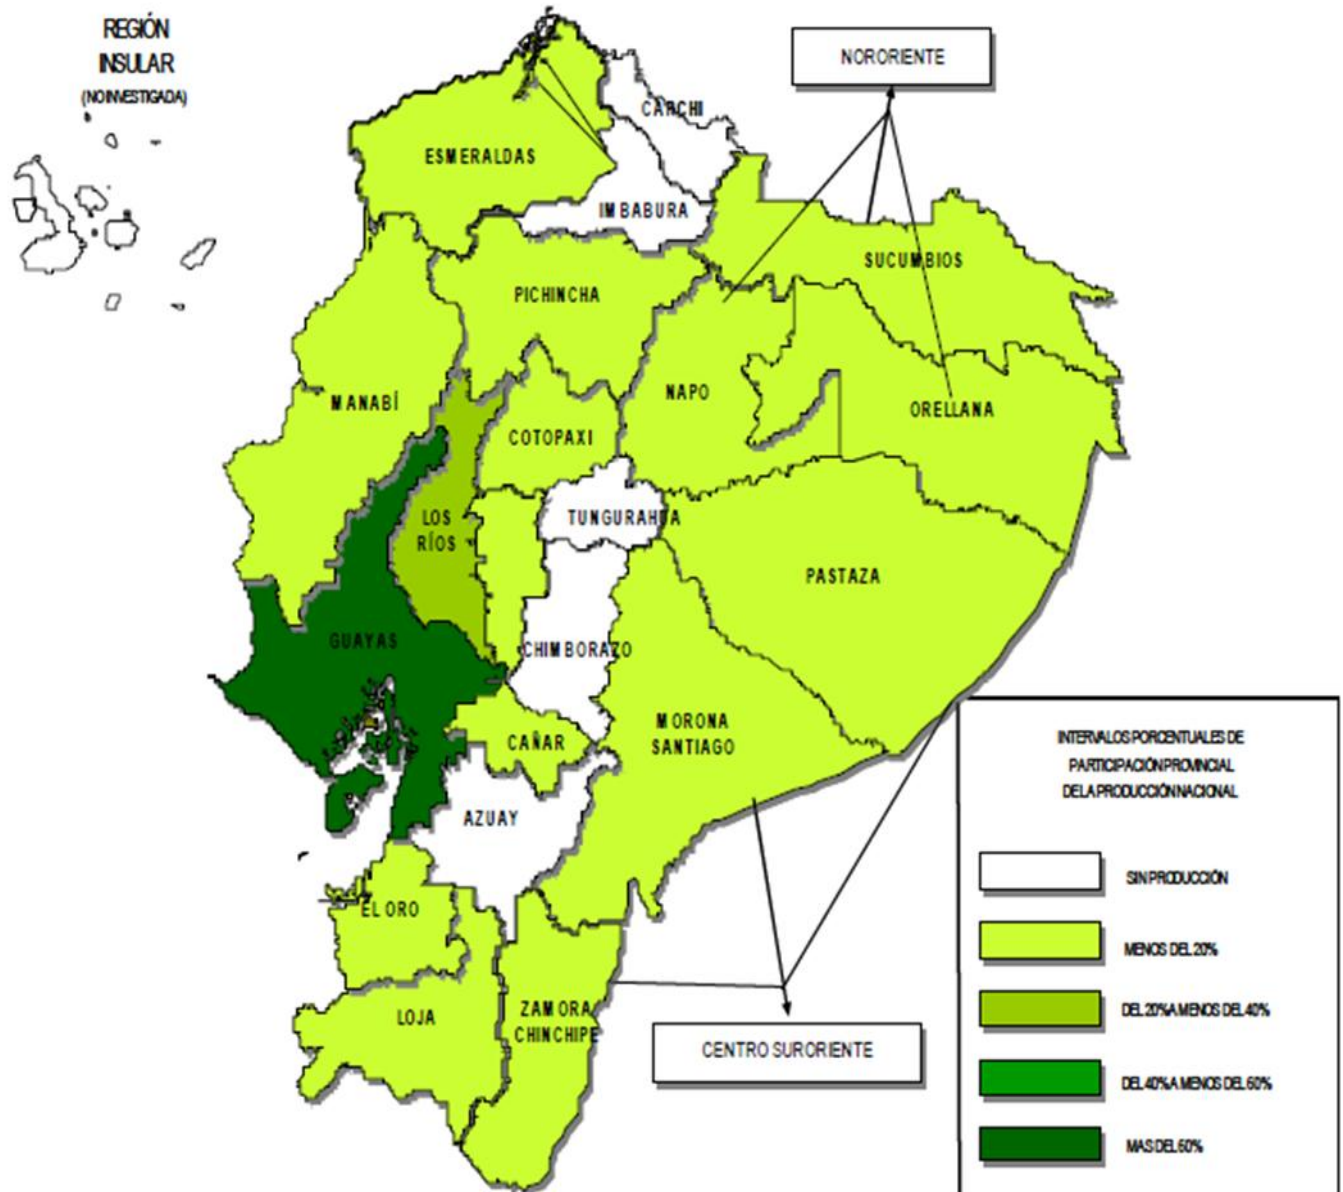 REGIÓN
INSULAR
(NO INVESTIGADA)
NORORIENTE
CARCHI
ESMERALDAS
IMBABURA
SUCUMBIOS
PICHINCHA
NAPO
MANABÍ
ORELLANA
COTOPAXI
LOS
RÍOS
TUNGURAHUA
PASTAZA
GUAYAS
CHIMBORAZO
MORONA
SANTIAGO
CAÑAR
AZUAY
EL ORO
LOJA
ZAMORA
CHINCHIPE
CENTRO SURORIENTE
INTERVALOS PORCENTUALES DE
PARTICIPACIÓN PROVINCIAL
DE LA PRODUCCIÓN NACIONAL
SIN PRODUCCIÓN
MENOS DEL 20%
DEL 20% A MENOS DEL 40%
DEL 40% A MENOS DEL 60%
MAS DEL 60%